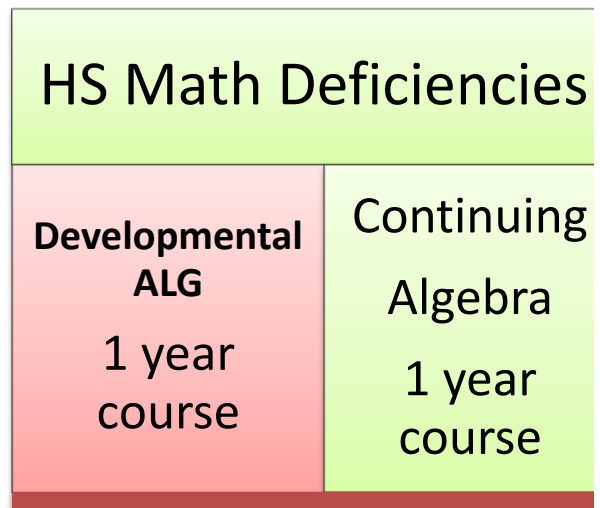 HS Math Deficiencies
Developmental
ALG
1 year
course
Continuing
Algebra
1 year
course